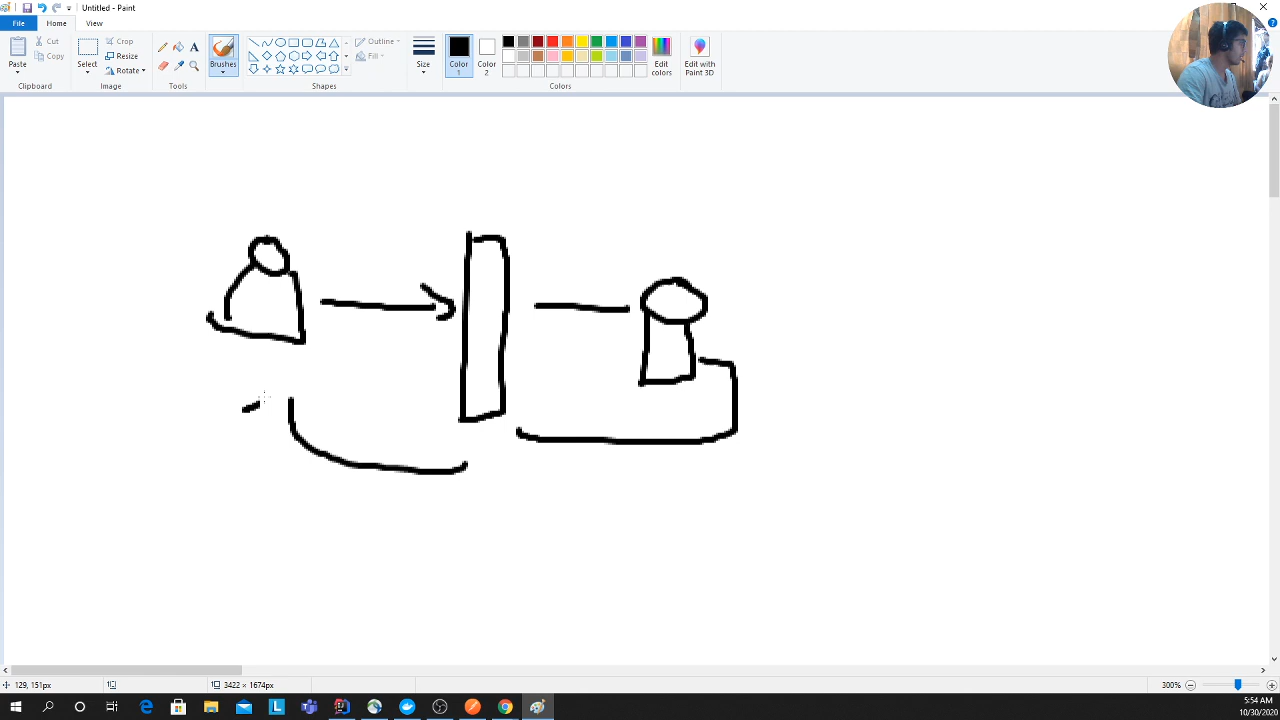 Untitled - Paint
File
Home
View
Paste
Cut
Copy
Clipboard
Select
Crop
Resize
Rotate
Image
A
Tools
Brushes
Shapes
Outline
Fill
Size
Color 1
Color 2
Edit colors
Colors
Edit with Paint 3D
129, 151px
3422 × 1674px
300%
L
5:54 AM
10/30/2020